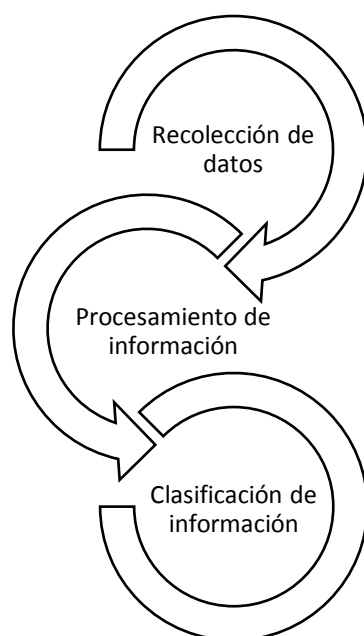 Recolección de
datos
Procesamiento de
información
Clasificación de
información